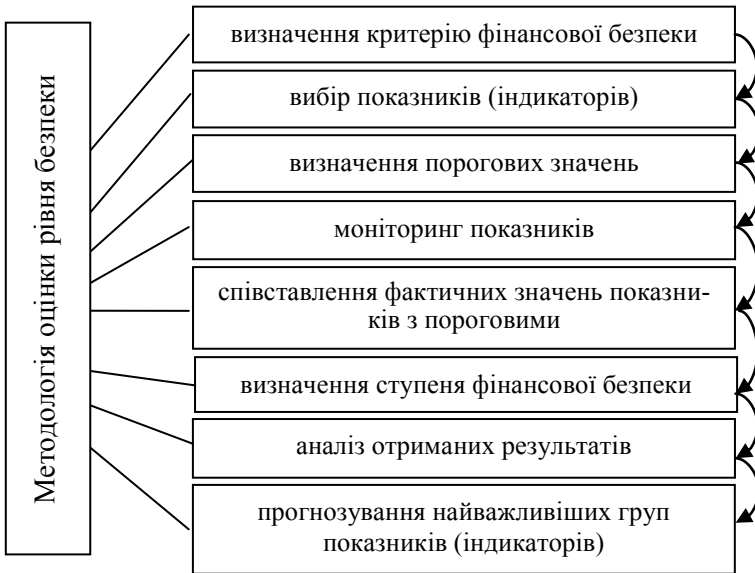 Методологія оцінки рівня безпеки
визначення критерію фінансової безпеки
вибір показників (індикаторів)
визначення порогових значень
моніторинг показників
співставлення фактичних значень показни-
ків з пороговими
визначення ступеня фінансової безпеки
аналіз отриманих результатів
прогнозування найважливіших груп
показників (індикаторів)